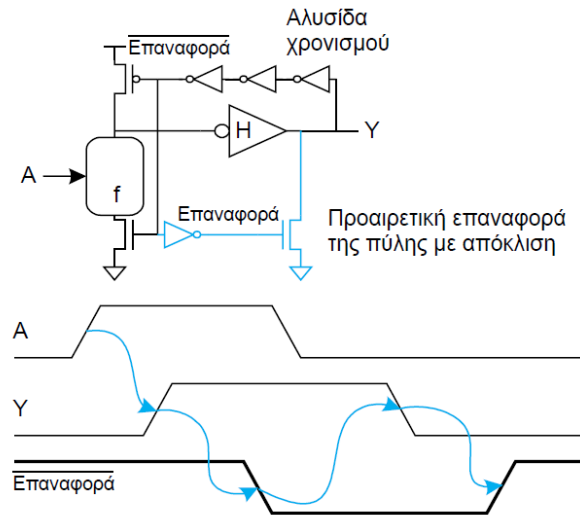 Αλυσίδα
χρονισμού
Επαναφορά
H
Y
A
f
Επαναφορά
Προαιρετική επαναφορά
της πύλης με απόκλιση
A
Y
Επαναφορά